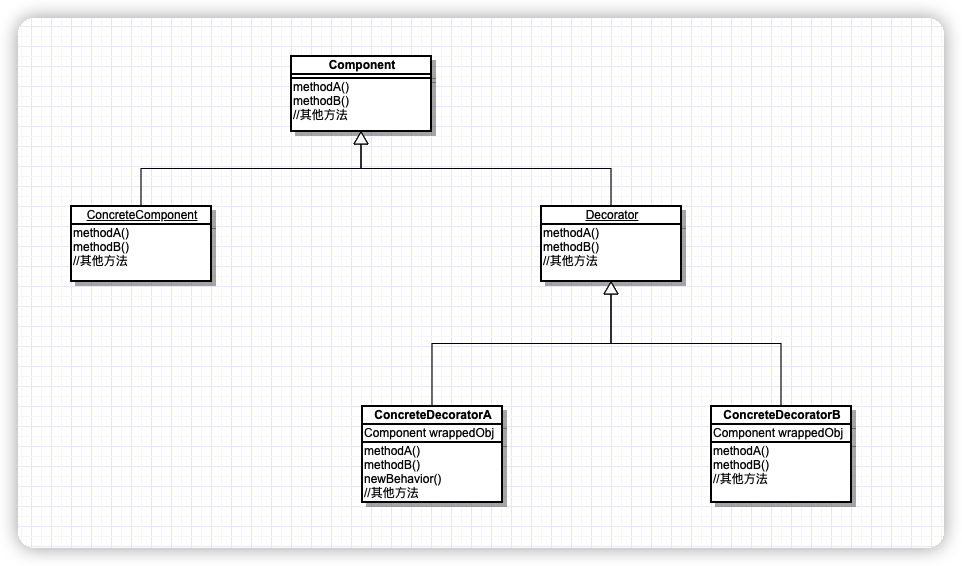 Component
methodA()
methodB()
//其他方法
ConcreteComponent
methodA()
methodB()
//其他方法
Decorator
methodA()
methodB()
//其他方法
ConcreteDecoratorA
Component wrappedObj
methodA()
methodB()
newBehavior()
//其他方法
ConcreteDecoratorB
Component wrappedObj
methodA()
methodB()
//其他方法